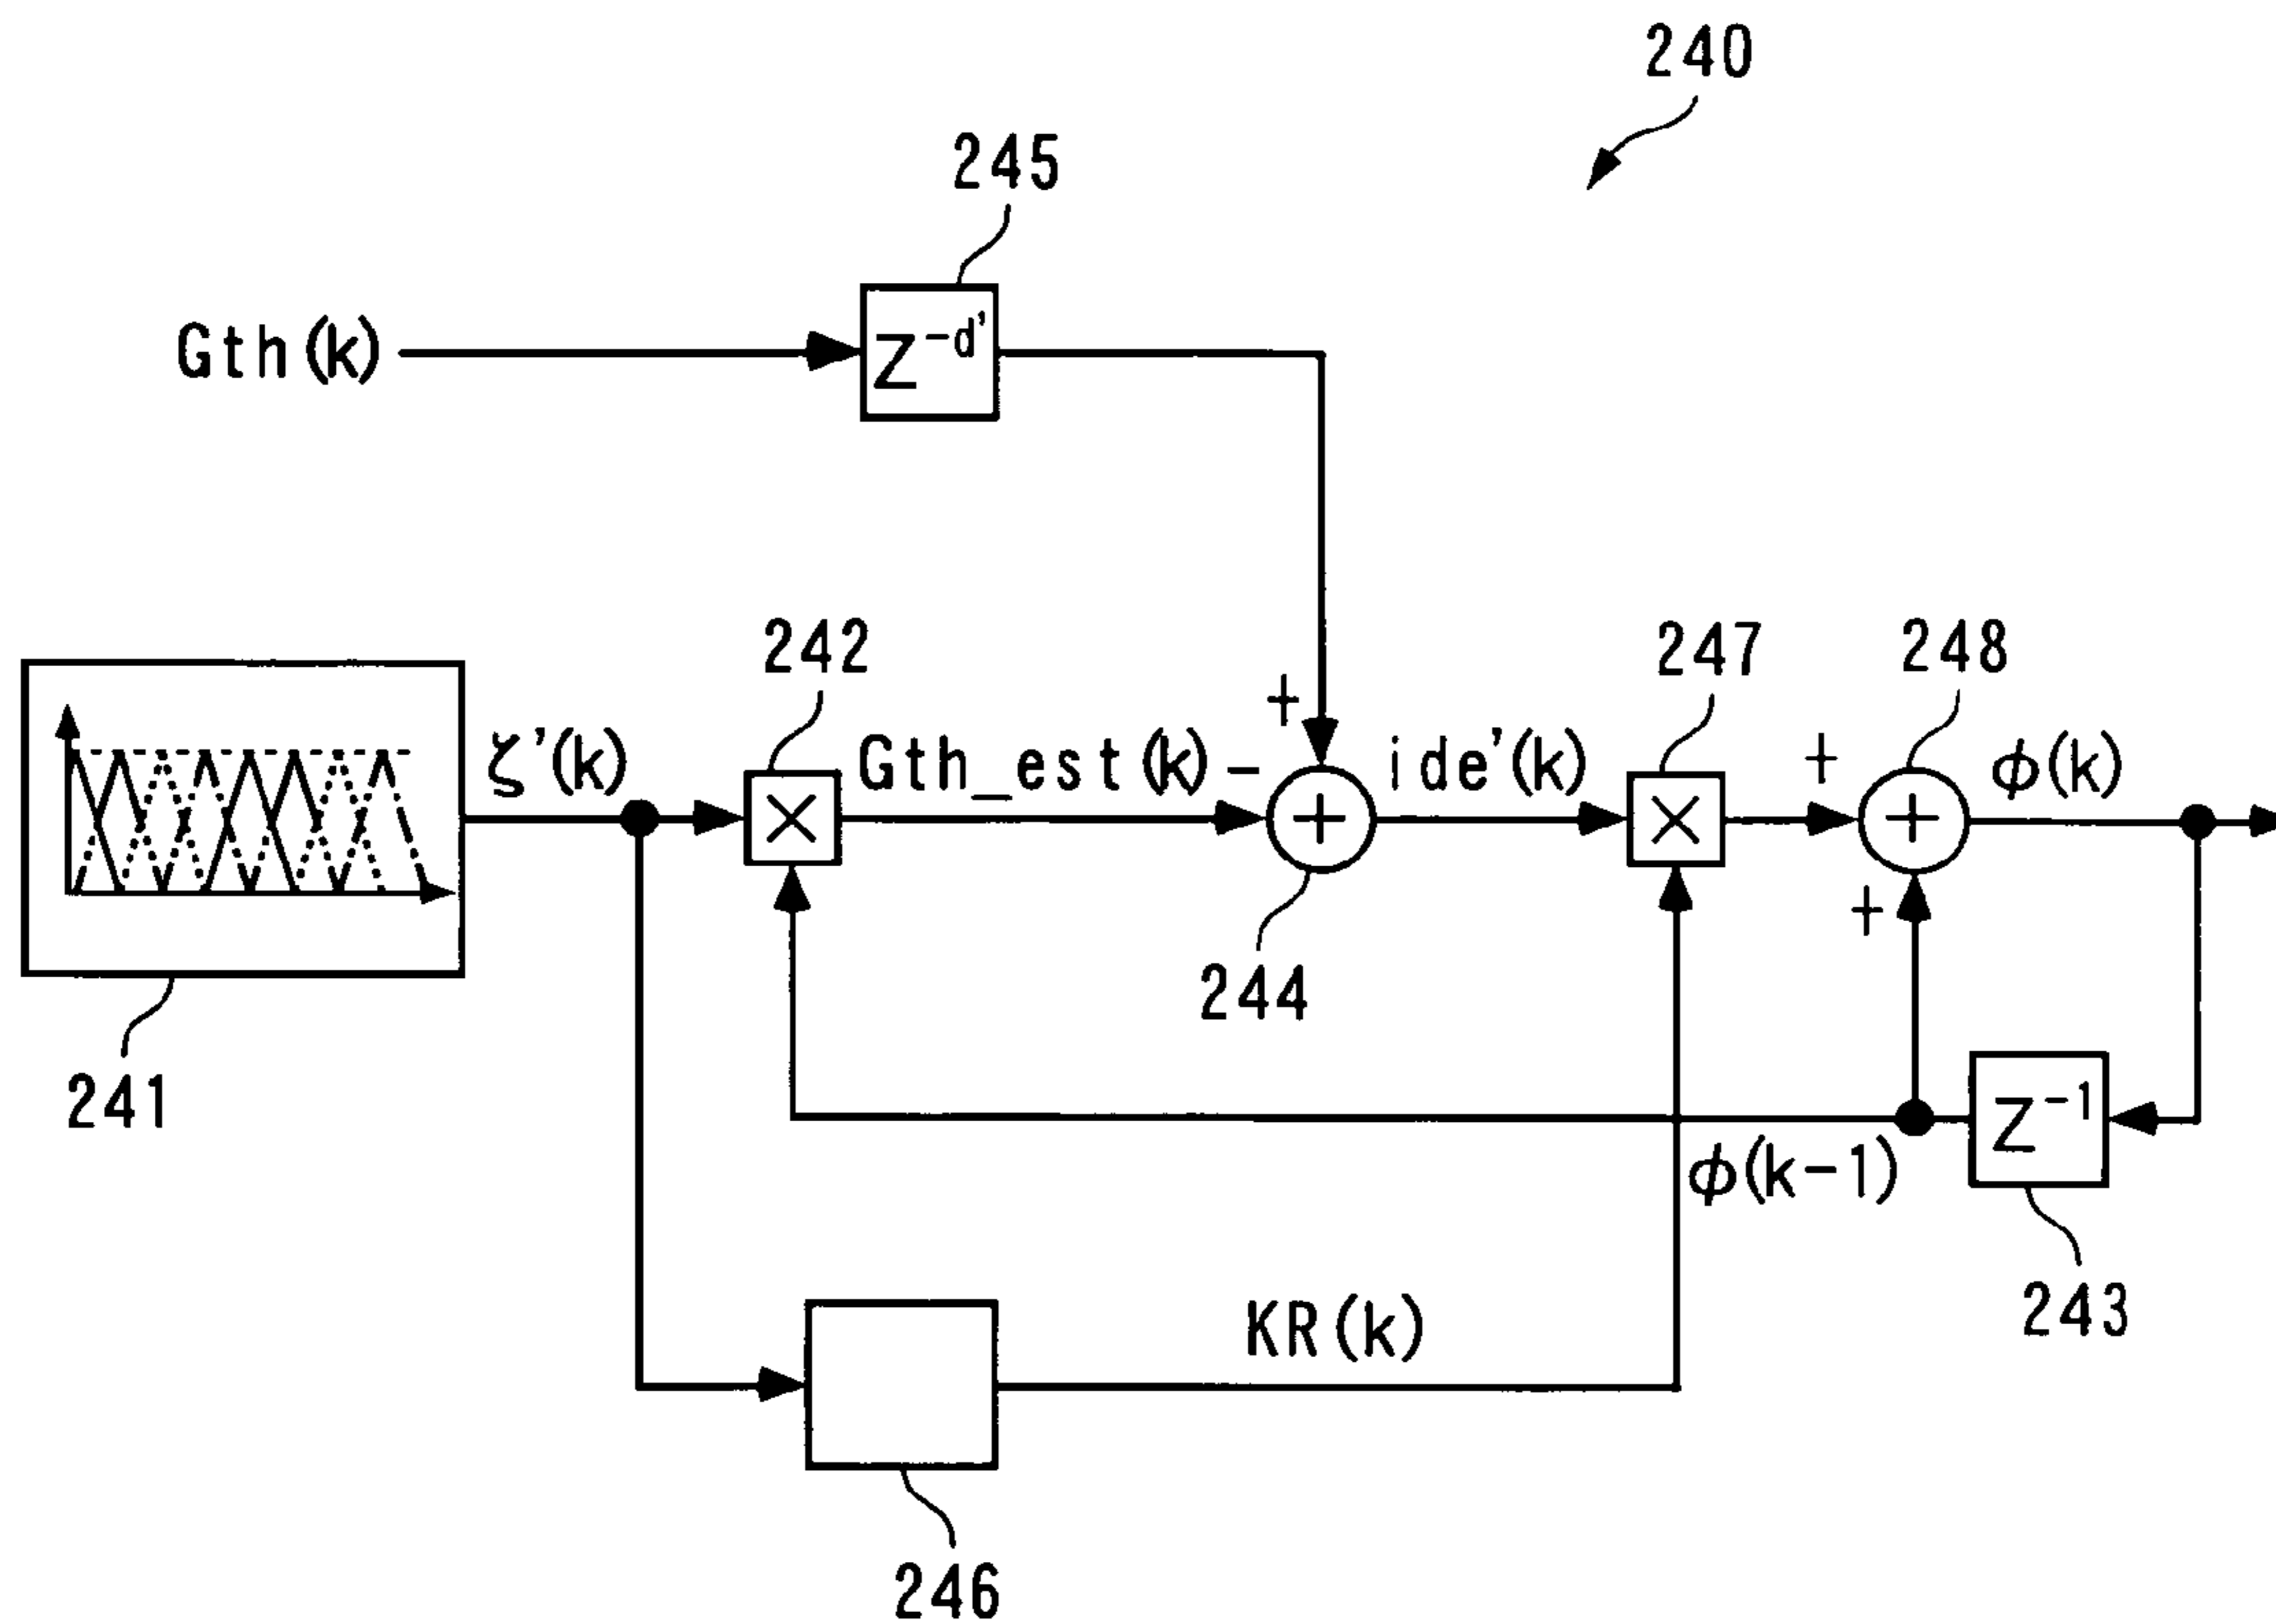 240
245
Gth(k)
Z⁻ᵈ'
242
247
248
ζ'(k)
×
Gth_est(k)
−
+
+
ide'(k)
×
+
+
φ(k)
+
244
241
Z⁻¹
φ(k−1)
243
KR(k)
246